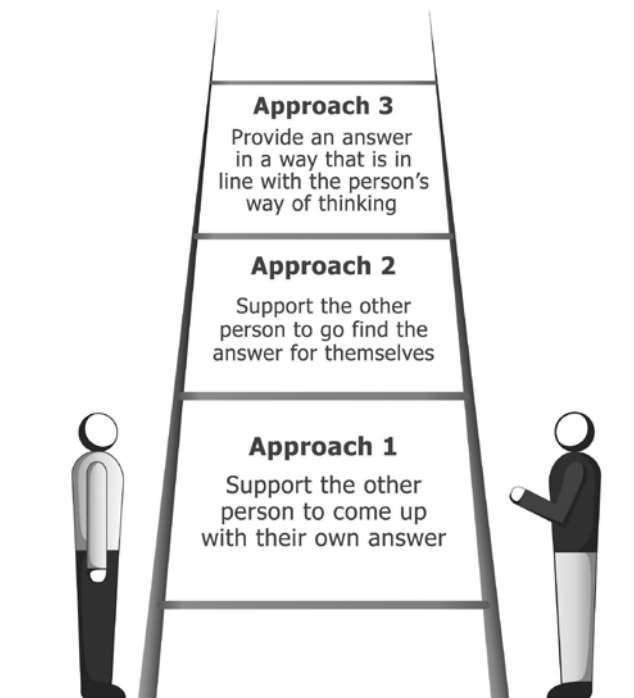 Approach 3
Provide an answer
in a way that is in
line with the person’s
way of thinking
Approach 2
Support the other
person to go find the
answer for themselves
Approach 1
Support the other
person to come up
with their own answer